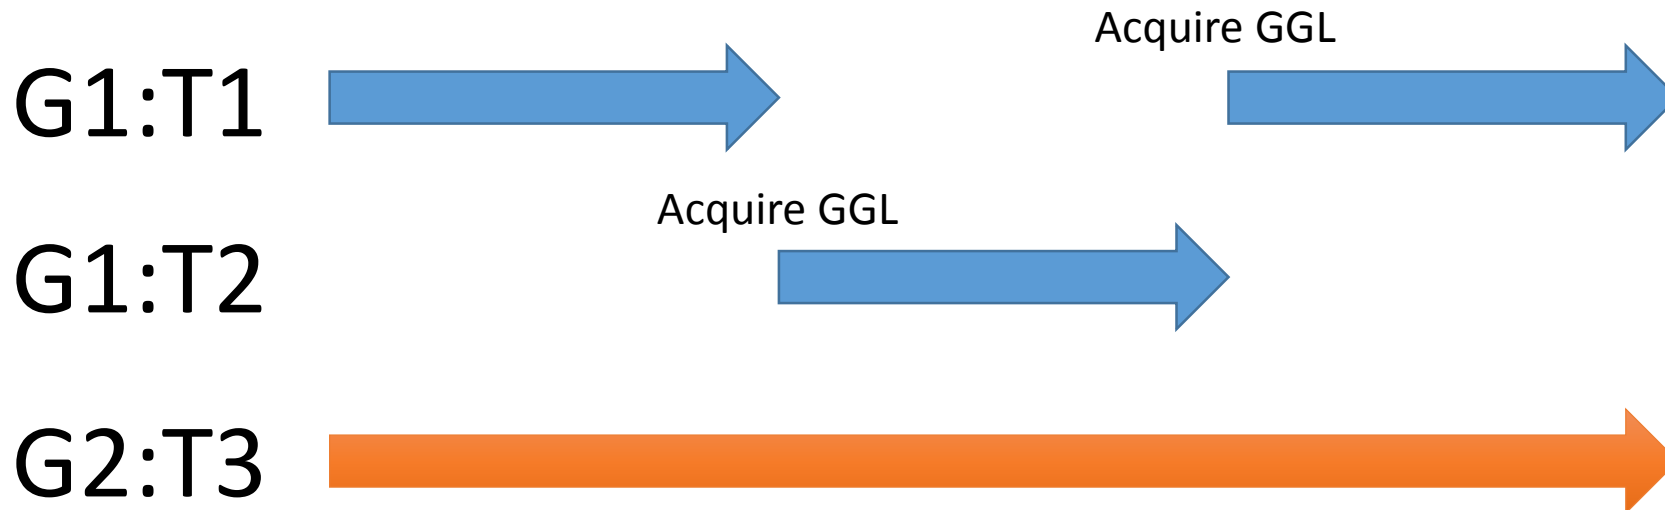 Acquire GGL
G1:T1
Acquire GGL
G1:T2
G2:T3